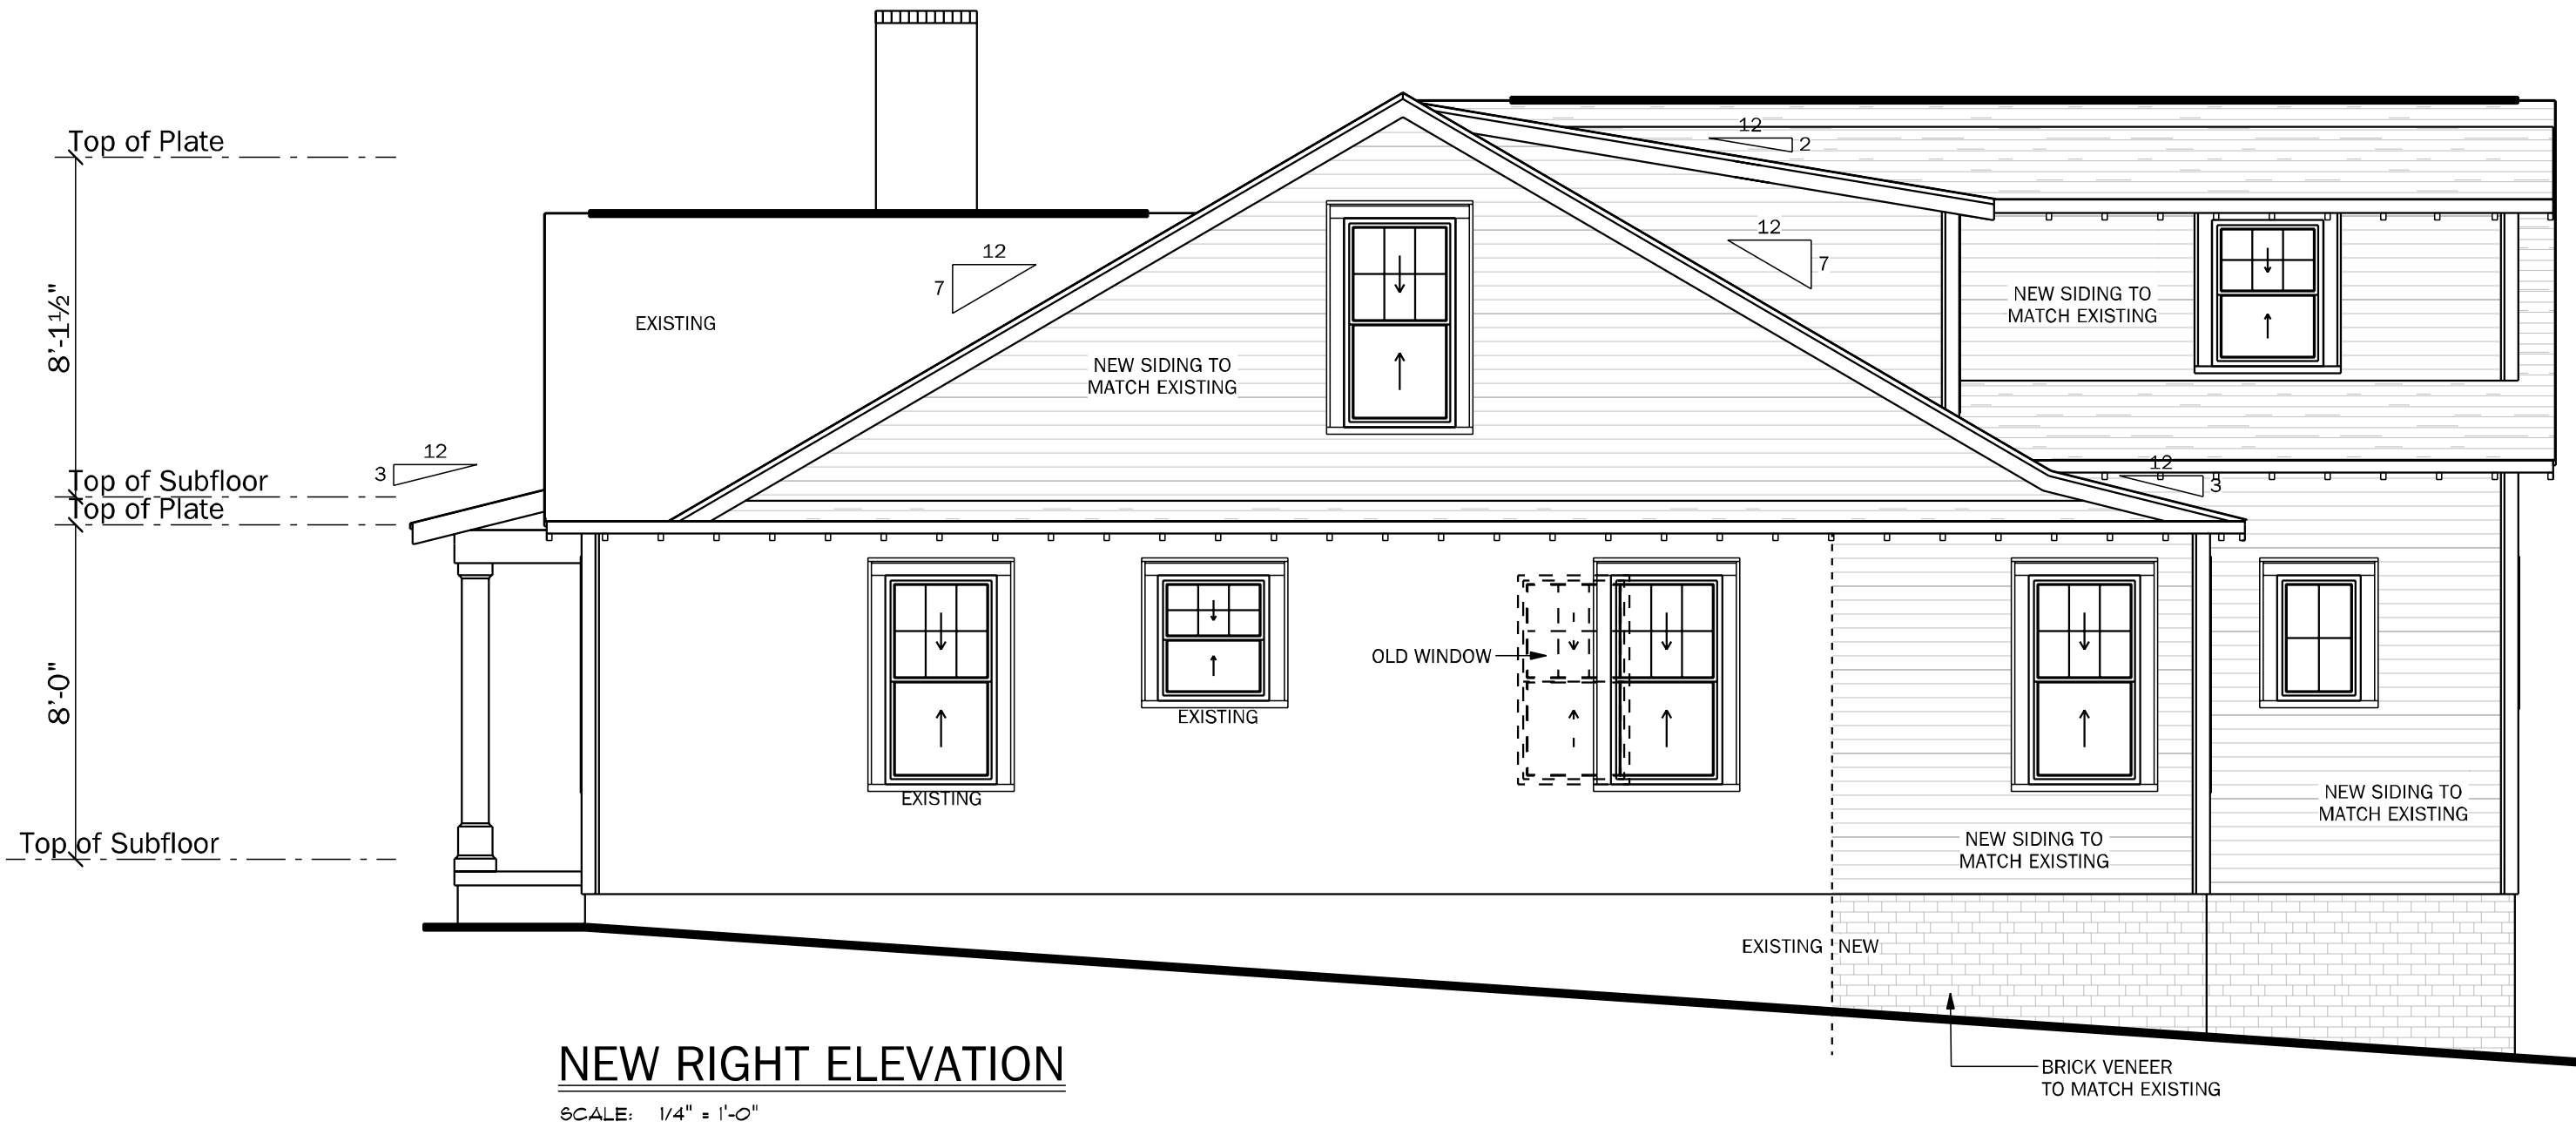 Top of Plate
12
2
12
7
12
7
8'-1½"
NEW SIDING TO
MATCH EXISTING
EXISTING
NEW SIDING TO
MATCH EXISTING
12
3
12
3
Top of Subfloor
Top of Plate
8'-0"
OLD WINDOW
EXISTING
EXISTING
NEW SIDING TO
MATCH EXISTING
NEW SIDING TO
MATCH EXISTING
Top of Subfloor
EXISTING NEW
NEW RIGHT ELEVATION
SCALE: 1/4" = 1'-0"
BRICK VENEER
TO MATCH EXISTING